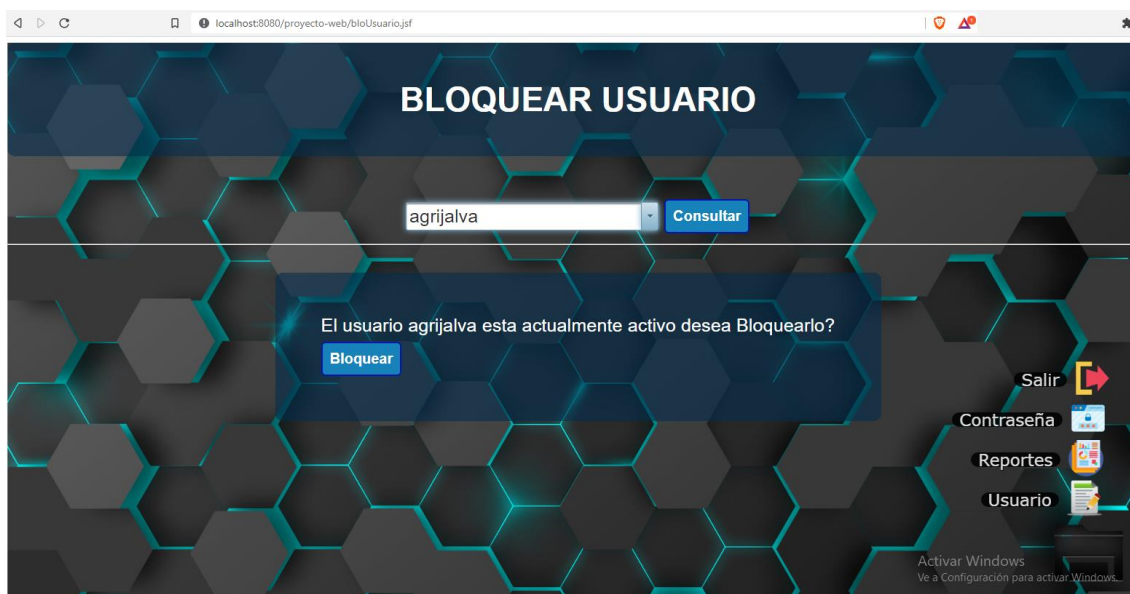 localhost:8080/proyecto-web/bloUsuario.jsf
BLOQUEAR USUARIO
agrijalva
Consultar
El usuario agrijalva esta actualmente activo desea Bloquearlo?
Bloquear
Salir
Contraseña
Reportes
Usuario
Activar Windows
Ve a Configuración para activar Windows.